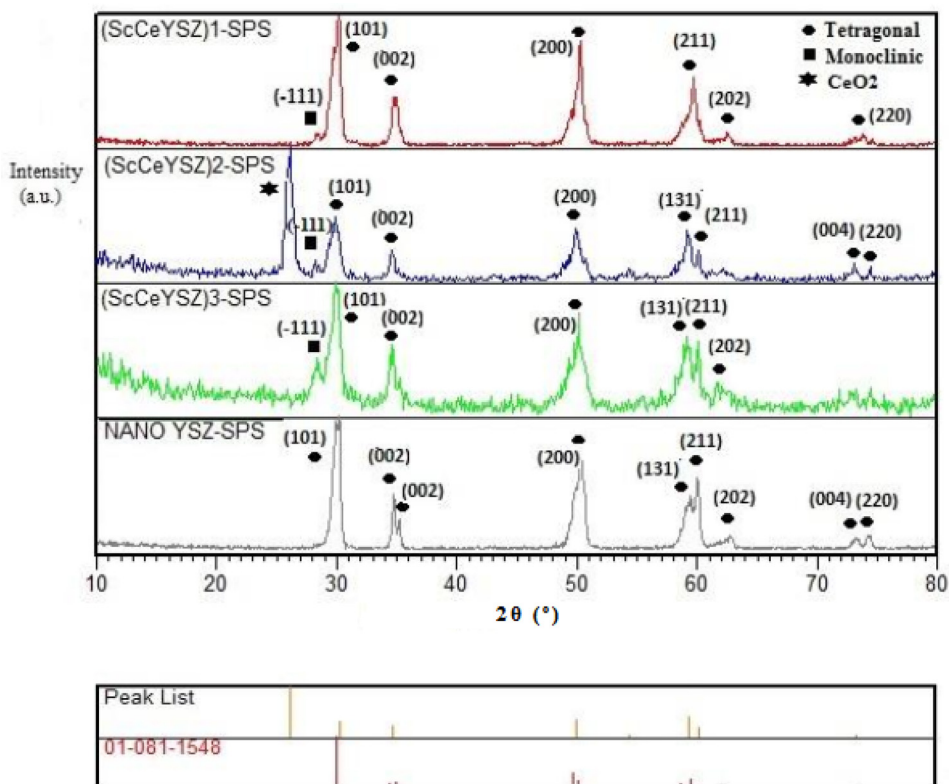 (ScCeYSZ)1-SPS
(101)
(002)
(-111)
(200)
(211)
(202)
(220)
Tetragonal
Monoclinic
CeO2
Intensity
(a.u.)
(ScCeYSZ)2-SPS
(101)
(-111)
(002)
(200)
(131)
(211)
(004) (220)
(ScCeYSZ)3-SPS
(101)
(-111)
(002)
(200)
(131) (211)
(202)
NANO YSZ-SPS
(101)
(002)
(002)
(200)
(131)
(211)
(202)
(004) (220)
10 20 30 40 50 60 70 80
2θ (°)
Peak List
01-081-1548